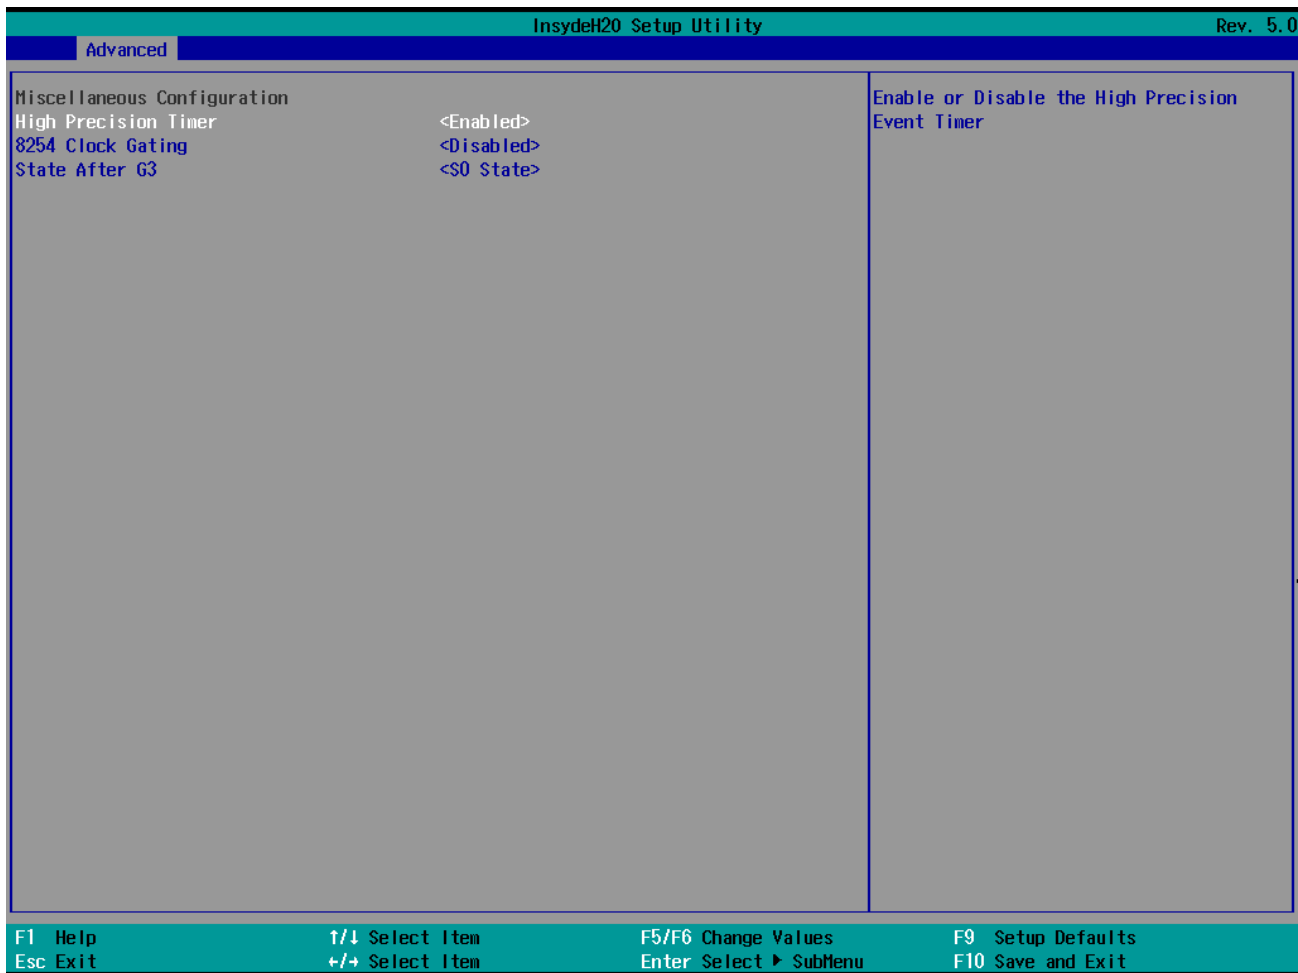 InsydeH20 Setup Utility Rev. 5.0
Advanced
Miscellaneous Configuration
High Precision Timer <Enabled>
8254 Clock Gating <Disabled>
State After G3 <S0 State>
Enable or Disable the High Precision
Event Timer
F1 Help ↑/↓ Select Item F5/F6 Change Values F9 Setup Defaults
Esc Exit ←/→ Select Item Enter Select ▶ SubMenu F10 Save and Exit